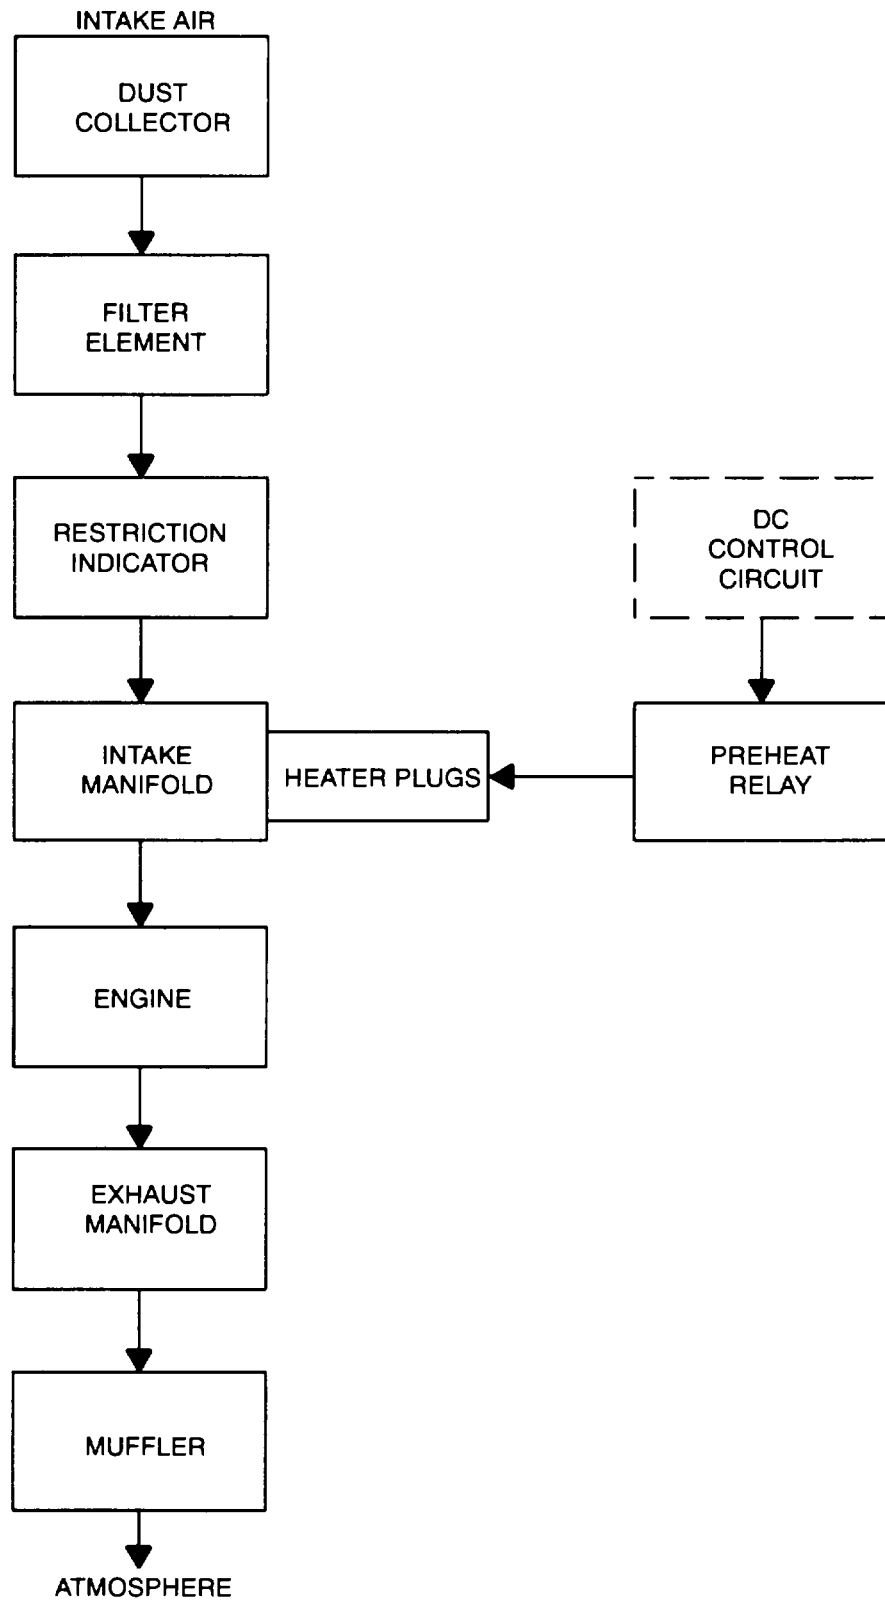 INTAKE AIR
DUST
COLLECTOR
FILTER
ELEMENT
RESTRICTION
INDICATOR
DC
CONTROL
CIRCUIT
INTAKE
MANIFOLD
HEATER PLUGS
PREHEAT
RELAY
ENGINE
EXHAUST
MANIFOLD
MUFFLER
ATMOSPHERE